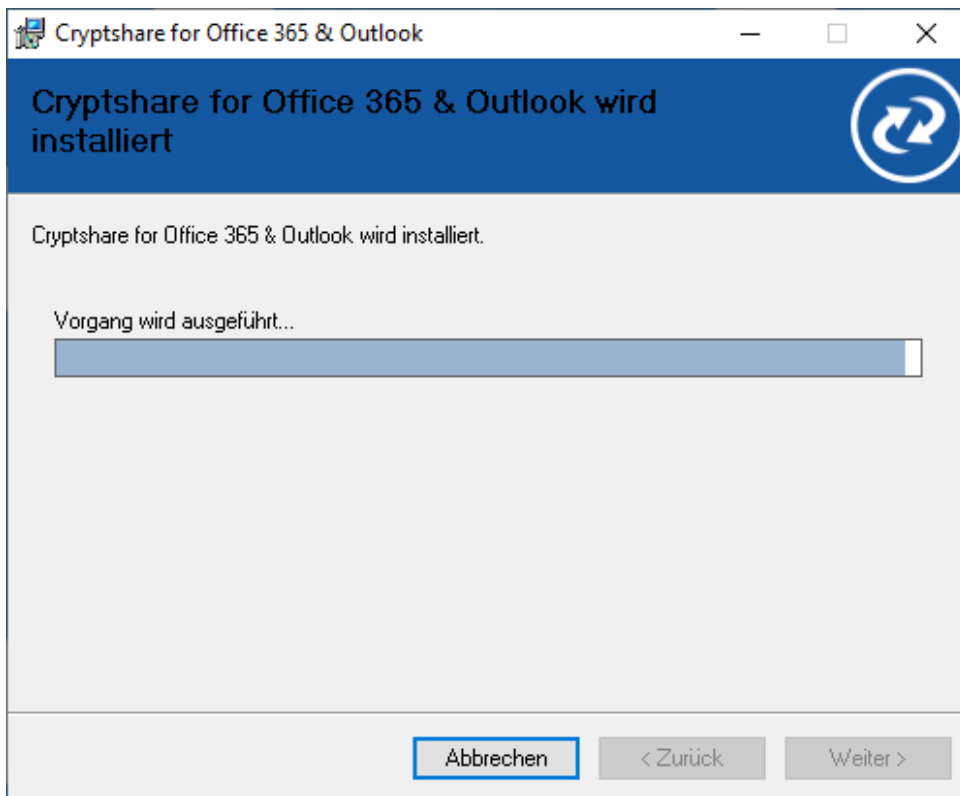 Cryptshare for Office 365 & Outlook
Cryptshare for Office 365 & Outlook wird
installiert
Cryptshare for Office 365 & Outlook wird installiert.
Vorgang wird ausgeführt...
Abbrechen
< Zurück
Weiter >